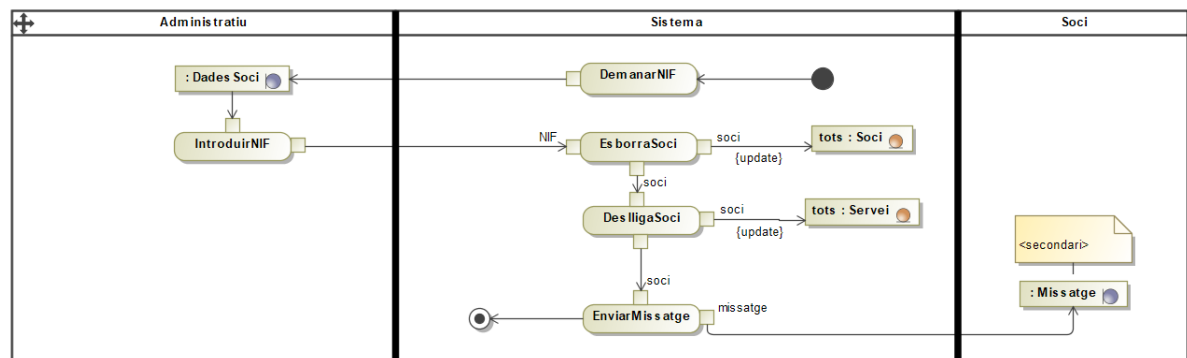 Administratiu
Sistema
Soci
: Dades Soci
DemanarNIF
IntroduirNIF
NIF
EsborraSoci
soci
{update}
tots : Soci
soci
DeslligaSoci
soci
{update}
tots : Servei
soci
<secondari>
: Missatge
EnviarMissatge
missatge